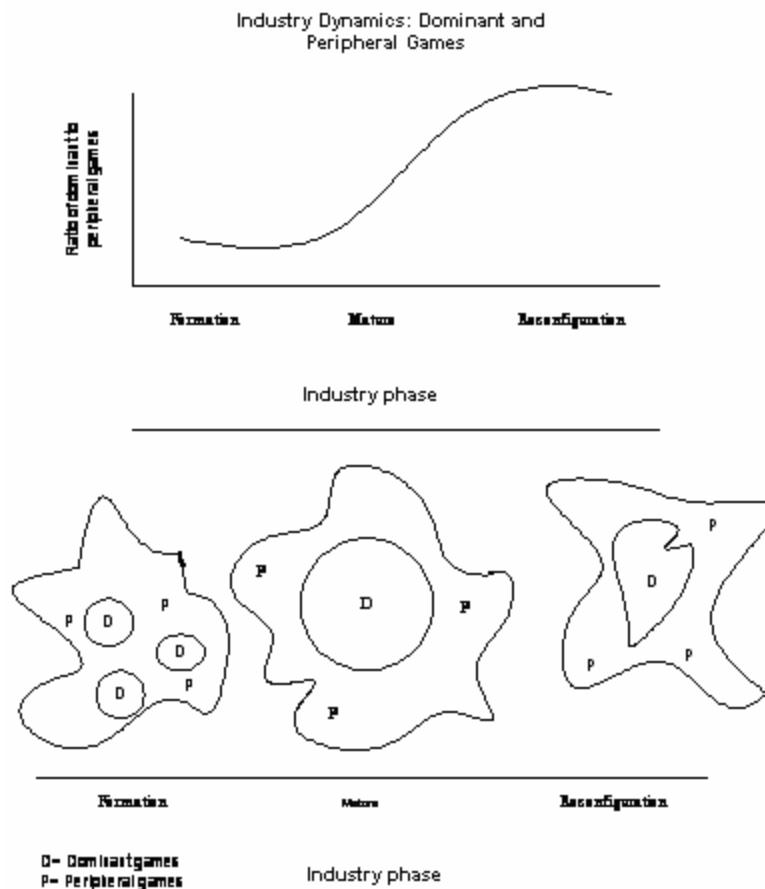 Industry Dynamics: Dominant and
Peripheral Games
Ratio of dominant to
peripheral games
Formation Mature Reconfiguration
Industry phase
P
D
P
D
P
D
P
D
P
P
P
D
P
P
Formation Mature Reconfiguration
D= Dominant games
P= Peripheral games
Industry phase